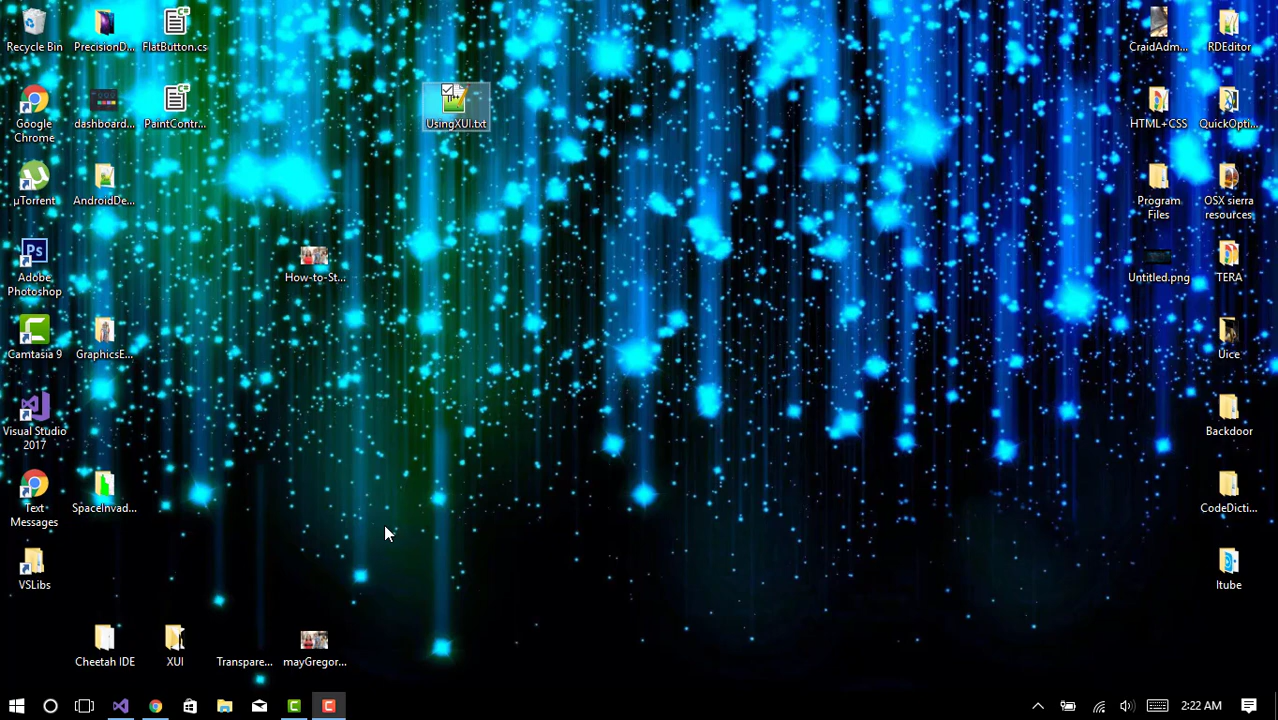 Recycle Bin
PrecisionD...
FlatButton.cs
CraidAdm...
RDEditor
Google
Chrome
dashboard...
PaintContr...
UsingXUI.txt
HTML+CSS
QuickOpti...
µTorrent
AndroidDe...
Program
Files
OSX sierra
resources
Ps
Adobe
Photoshop
How-to-St...
Untitled.png
TERA
Camtasia 9
GraphicsE...
Uice
Visual Studio
2017
Backdoor
Text
Messages
SpaceInvad...
CodeDicti...
VSLibs
Itube
Cheetah IDE
XUI
Transpare...
mayGregor...
2:22 AM